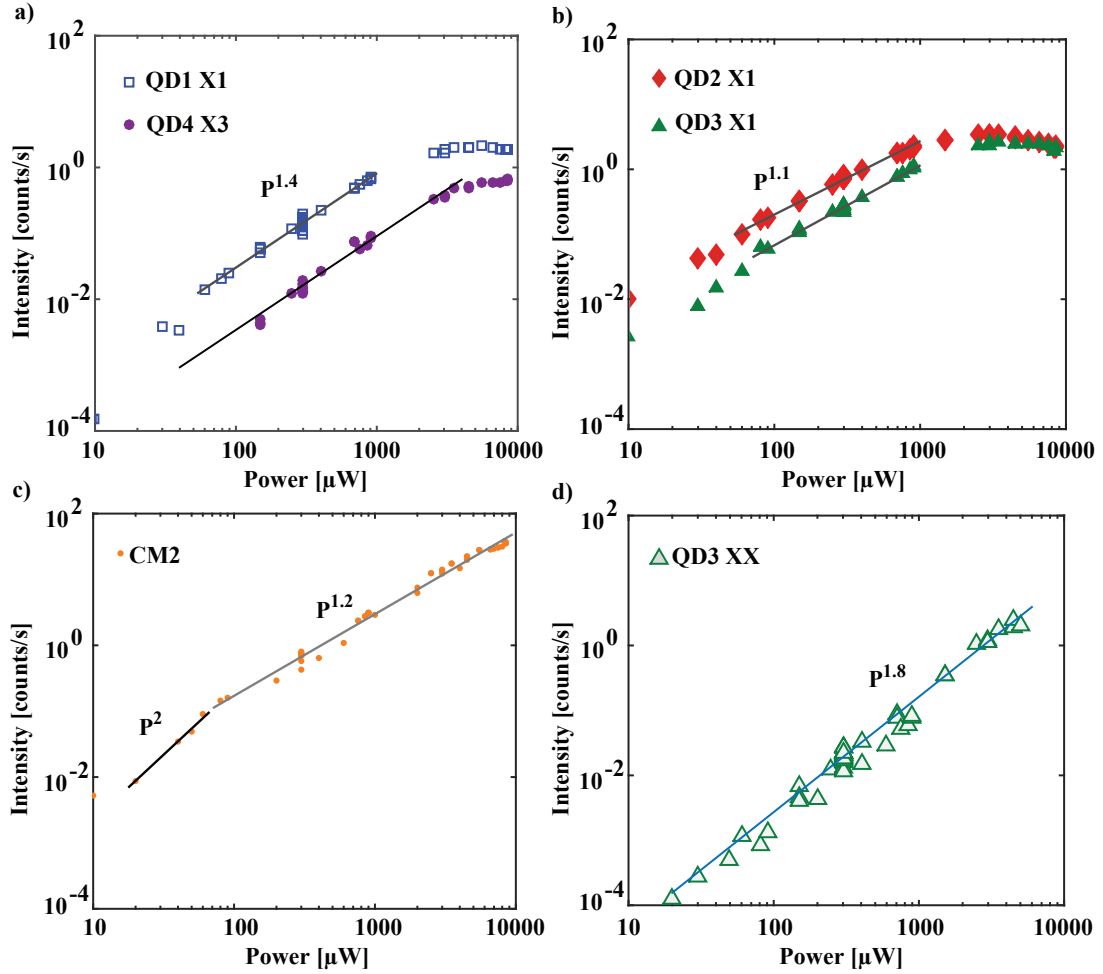 a)
10^2
10^0
10^-2
10^-4
Intensity [counts/s]
QD1 X1
QD4 X3
P^1.4
10
100
1000
10000
Power [µW]
b)
10^2
10^0
10^-2
10^-4
Intensity [counts/s]
QD2 X1
QD3 X1
P^1.1
10
100
1000
10000
Power [µW]
c)
10^2
10^0
10^-2
10^-4
Intensity [counts/s]
CM2
P^1.2
P^2
10
100
1000
10000
Power [µW]
d)
10^2
10^0
10^-2
10^-4
Intensity [counts/s]
QD3 XX
P^1.8
10
100
1000
10000
Power [µW]